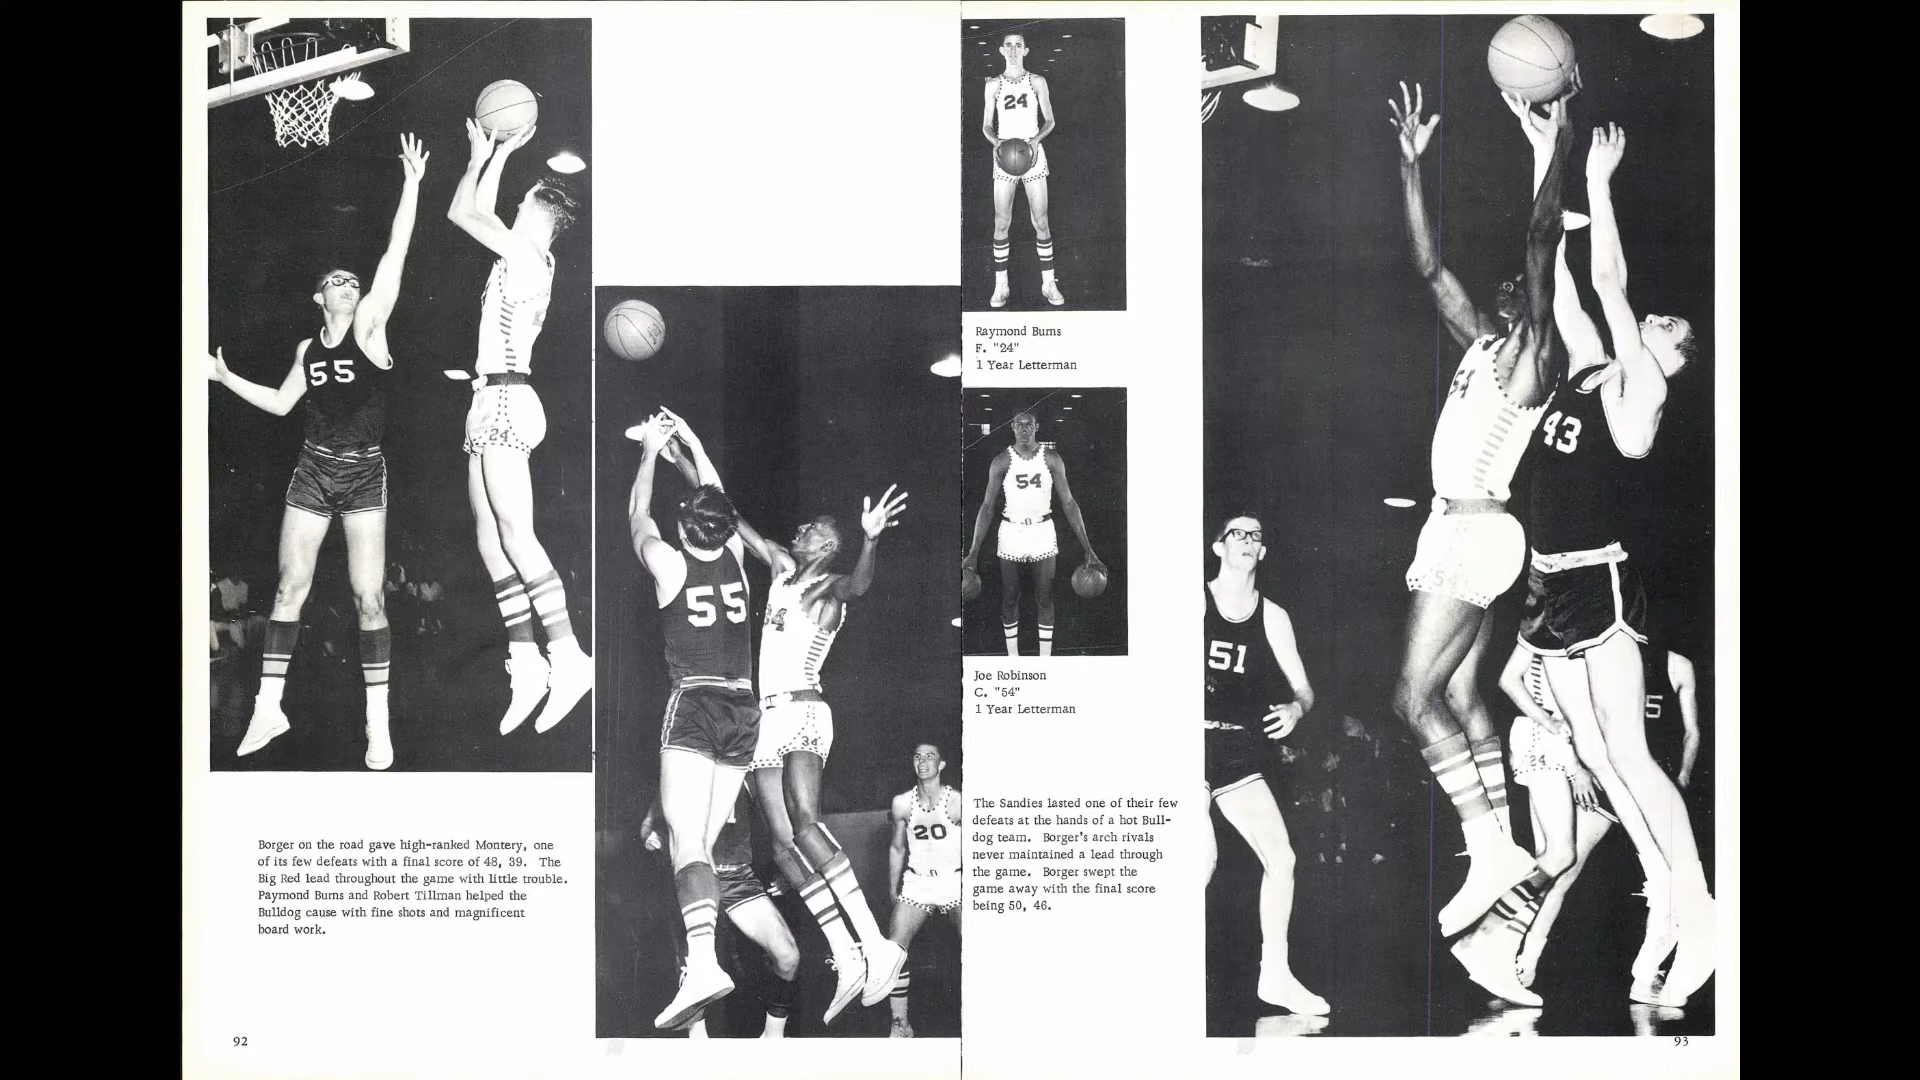 55
24
Borger on the road gave high-ranked Montery, one
of its few defeats with a final score of 48, 39. The
Big Red lead throughout the game with little trouble.
Paymond Burns and Robert Tillman helped the
Bulldog cause with fine shots and magnificent
board work.
92
55
34
34
20
24
Raymond Burns
F. "24"
1 Year Letterman
54
Joe Robinson
C. "54"
1 Year Letterman
The Sandies lasted one of their few
defeats at the hands of a hot Bull-
dog team. Borger's arch rivals
never maintained a lead through
the game. Borger swept the
game away with the final score
being 50, 46.
54
43
54
51
5
24
93